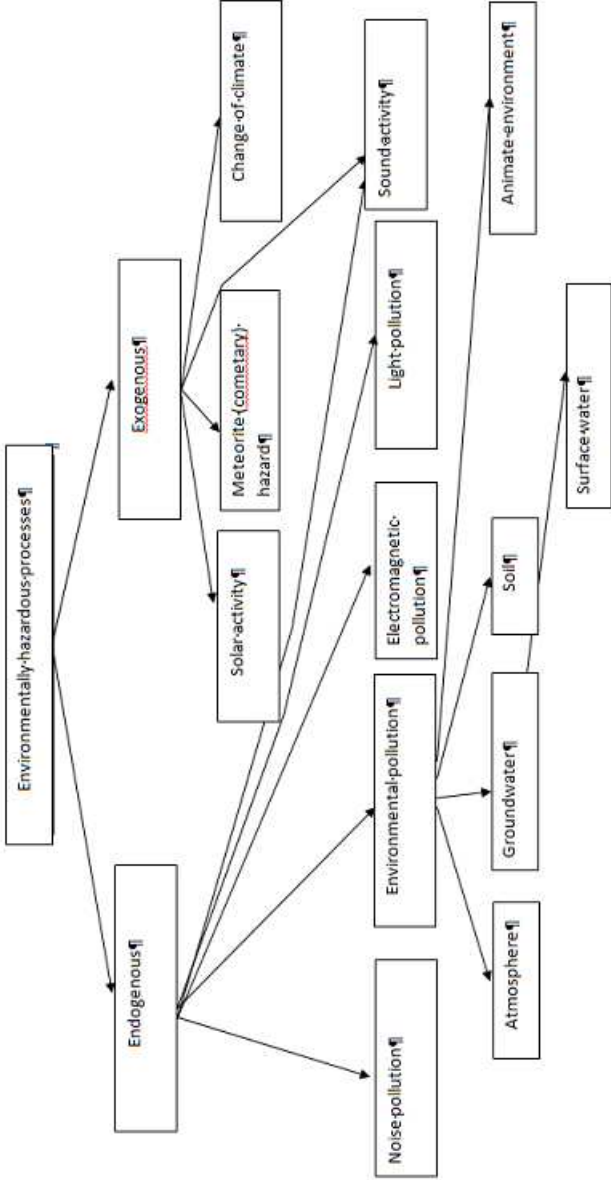 Environmentally·hazardous·processes¶
¶
Endogenous¶
Exogenous¶
Solar·activity¶
Meteorite·(cometary)·
hazard¶
Change·of·climate¶
Noise·pollution¶
Environmental·pollution¶
Electromagnetic·
pollution¶
Light·pollution¶
Sound·activity¶
Atmosphere¶
Groundwater¶
Soil¶
Animate·environment¶
Surface·water¶